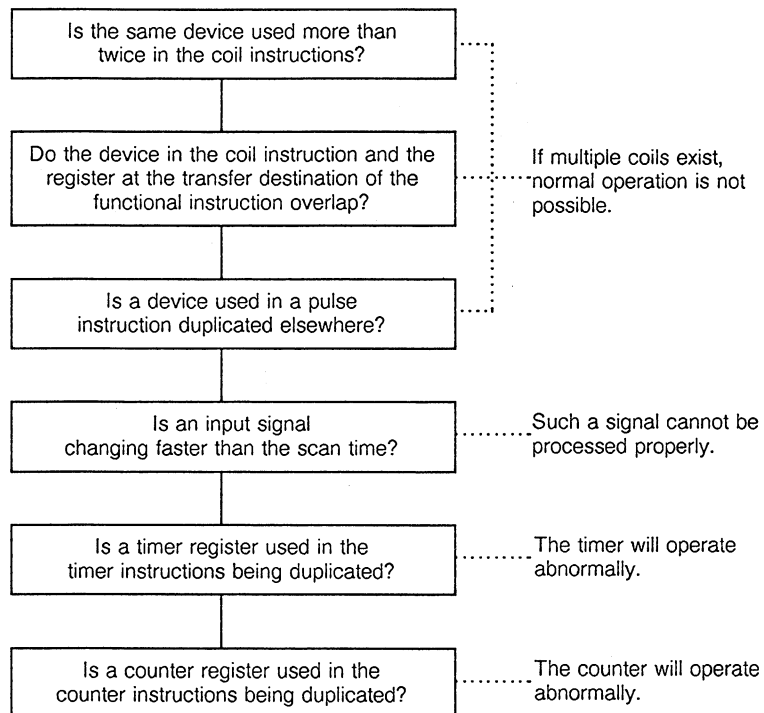 Is the same device used more than
twice in the coil instructions?
Do the device in the coil instruction and the
register at the transfer destination of the
functional instruction overlap?
If multiple coils exist,
normal operation is not
possible.
Is a device used in a pulse
instruction duplicated elsewhere?
Is an input signal
changing faster than the scan time?
Such a signal cannot be
processed properly.
Is a timer register used in the
timer instructions being duplicated?
The timer will operate
abnormally.
Is a counter register used in the
counter instructions being duplicated?
The counter will operate
abnormally.